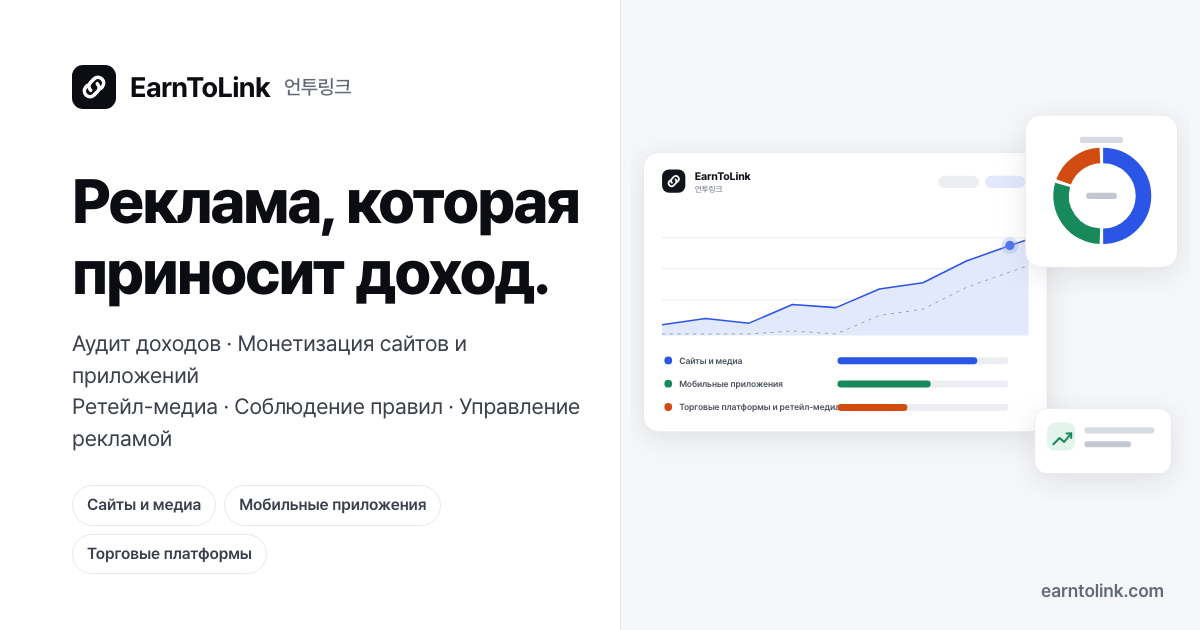 EarnToLink 언투링크
Реклама, которая
приносит доход.
Аудит доходов · Монетизация сайтов и
приложений
Ретейл-медиа · Соблюдение правил · Управление
рекламой
Сайты и медиа
Мобильные приложения
Торговые платформы
EarnToLink
언투링크
Сайты и медиа
Мобильные приложения
Торговые платформы и ретейл-медиа
earntolink.com